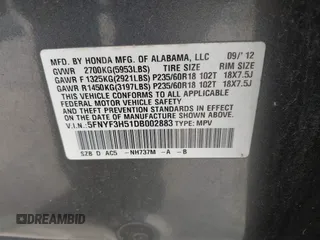 MFD. BY HONDA MFG. OF ALABAMA, LLC 09/'12
GVWR 2700KG(5953LBS) TIRE SIZE RIM SIZE
GAWR F 1325KG(2921LBS) P235/60R18 102T 18X7.5J
GAWR R 1450KG(3197LBS) P235/60R18 102T 18X7.5J
THIS VEHICLE CONFORMS TO ALL APPLICABLE
FEDERAL MOTOR VEHICLE SAFETY AND THEFT
PREVENTION STANDARDS IN EFFECT ON THE DATE
OF MANUFACTURE SHOWN ABOVE.
V.I.N.: 5FNYF3H51DB002883 TYPE: MPV
SZB D AC5 -NH737M -A -B
DREAMBID